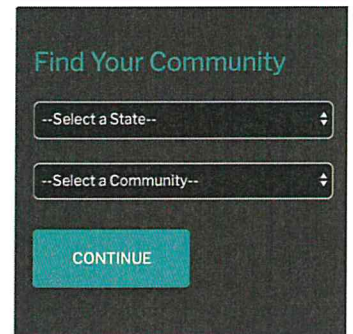 Find Your Community
--Select a State--
--Select a Community--
CONTINUE